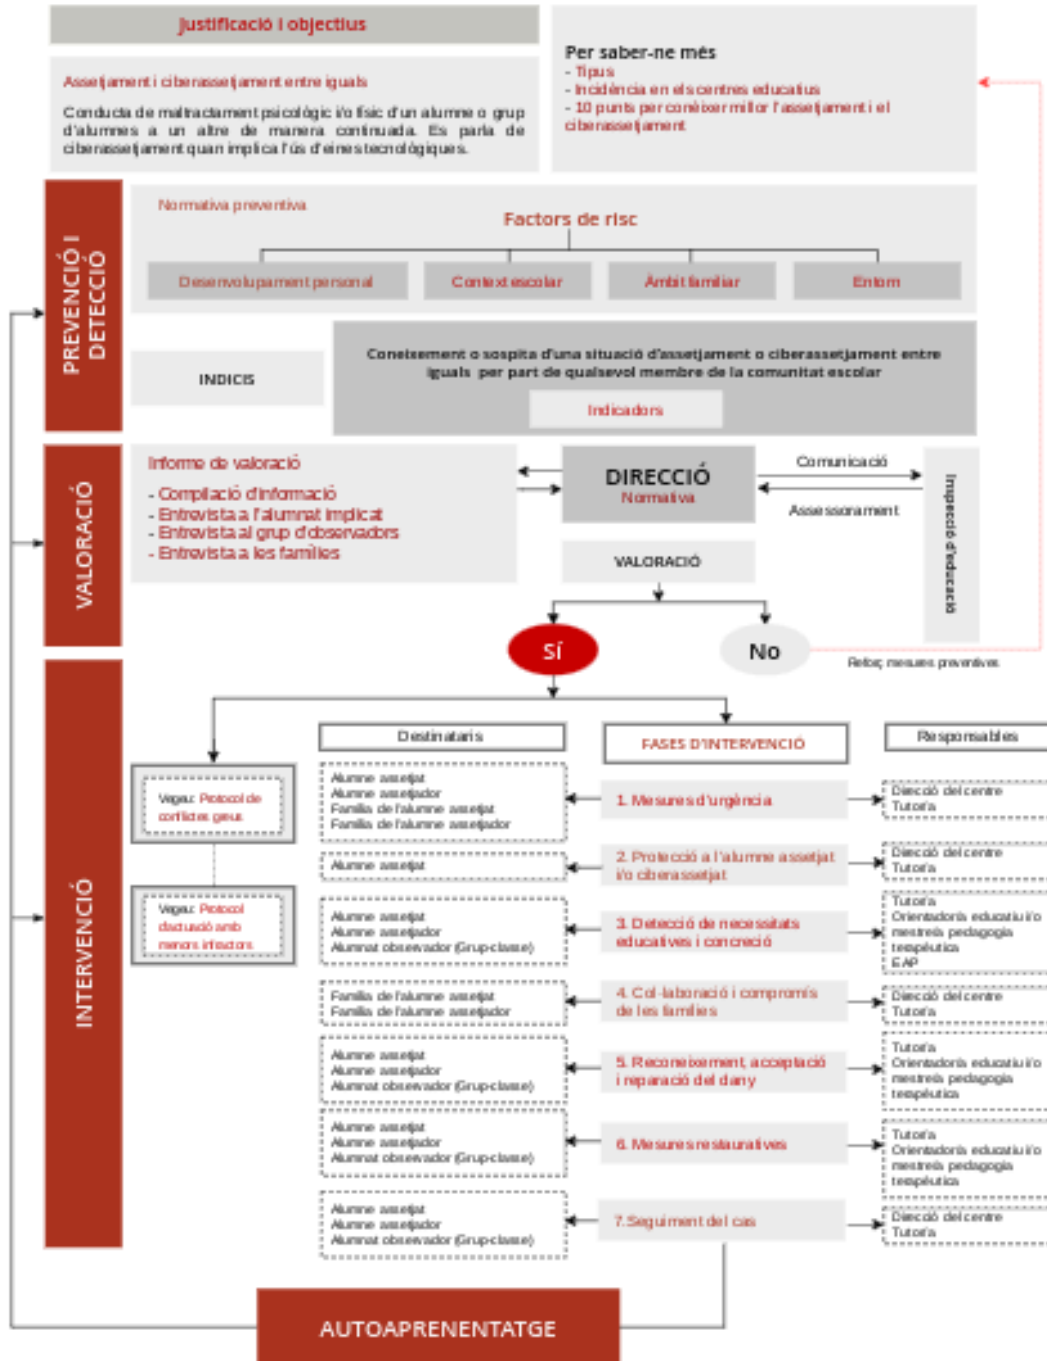 Justificació i objectius
Assetjament i ciberassetjament entre iguals
Conducta de maltractament psicològic i/o físic d'un alumne o grup
d'alumnes a un altre de manera continuada. Es parla de
ciberassetjament quan implica l'ús d'eines tecnològiques.
Per saber-ne més
- Tipus
- Incidència en els centres educatius
- 10 punts per conèixer millor l'assetjament i el
ciberassetjament
PREVENCIÓ I
DETECCIÓ
Normativa preventiva
Factors de risc
Desenvolupament personal
Context escolar
Àmbit familiar
Entorn
INDICIS
Coneixement o sospita d'una situació d'assetjament o ciberassetjament entre
iguals per part de qualsevol membre de la comunitat escolar
Indicadors
VALORACIÓ
Informe de valoració
- Compilació d'informació
- Entrevista a l'alumnat implicat
- Entrevista al grup d'observadors
- Entrevista a les famílies
DIRECCIÓ
Normativa
Comunicació
Assessorament
Inspecció d'educació
VALORACIÓ
Sí
No
Reforç mesures preventives
INTERVENCIÓ
Vegeu: Protocol de
conflictes greus
Vegeu: Protocol
d'actuació amb
menors infractors
Destinataris
FASES D'INTERVENCIÓ
Responsables
Alumne assetjat
Alumne assetjador
Família de l'alumne assetjat
Família de l'alumne assetjador
1. Mesures d'urgència
Direcció del centre
Tutor/a
Alumne assetjat
2. Protecció a l'alumne assetjat
i/o ciberassetjat
Direcció del centre
Tutor/a
Alumne assetjat
Alumne assetjador
Alumnat observador (Grup-classe)
3. Detecció de necessitats
educatives i concreció
Tutor/a
Orientador/a educatiu i/o
mestre/a pedagogia
terapèutica
EAP
Família de l'alumne assetjat
Família de l'alumne assetjador
4. Col·laboració i compromís
de les famílies
Direcció del centre
Tutor/a
Alumne assetjat
Alumne assetjador
Alumnat observador (Grup-classe)
5. Reconeixement, acceptació
i reparació del dany
Tutor/a
Orientador/a educatiu i/o
mestre/a pedagogia
terapèutica
Alumne assetjat
Alumne assetjador
Alumnat observador (Grup-classe)
6. Mesures restauratives
Tutor/a
Orientador/a educatiu i/o
mestre/a pedagogia
terapèutica
Alumne assetjat
Alumne assetjador
Alumnat observador (Grup-classe)
7.Seguiment del cas
Direcció del centre
Tutor/a
AUTOAPRENENTATGE